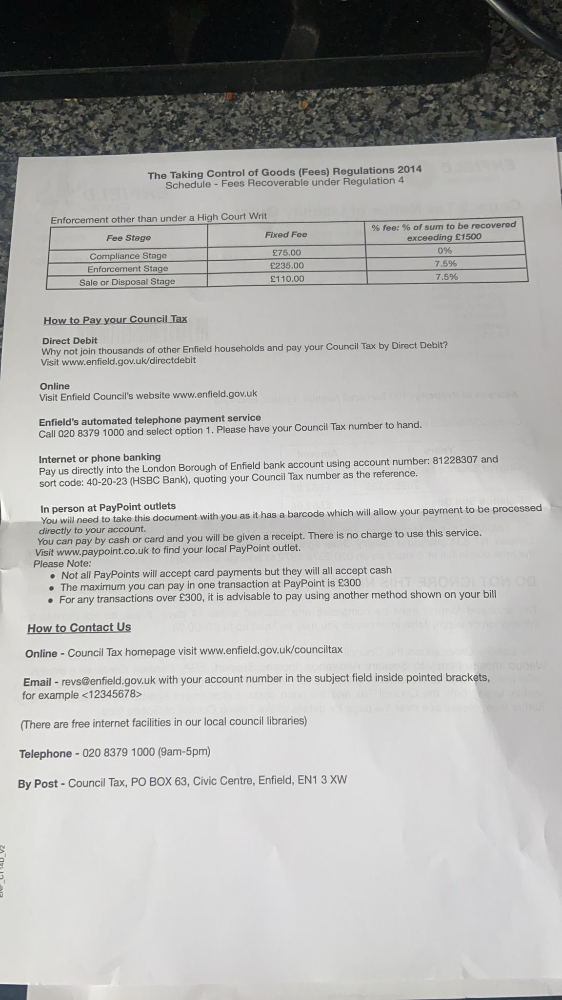 The Taking Control of Goods (Fees) Regulations 2014
Schedule - Fees Recoverable under Regulation 4
Enforcement other than under a High Court Writ
Fee Stage Fixed Fee % fee: % of sum to be recovered exceeding £1500
Compliance Stage £75.00 0%
Enforcement Stage £235.00 7.5%
Sale or Disposal Stage £110.00 7.5%
How to Pay your Council Tax
Direct Debit
Why not join thousands of other Enfield households and pay your Council Tax by Direct Debit?
Visit www.enfield.gov.uk/directdebit
Online
Visit Enfield Council's website www.enfield.gov.uk
Enfield's automated telephone payment service
Call 020 8379 1000 and select option 1. Please have your Council Tax number to hand.
Internet or phone banking
Pay us directly into the London Borough of Enfield bank account using account number: 81228307 and
sort code: 40-20-23 (HSBC Bank), quoting your Council Tax number as the reference.
In person at PayPoint outlets
You will need to take this document with you as it has a barcode which will allow your payment to be processed
directly to your account.
You can pay by cash or card and you will be given a receipt. There is no charge to use this service.
Visit www.paypoint.co.uk to find your local PayPoint outlet.
Please Note:
• Not all PayPoints will accept card payments but they will all accept cash
• The maximum you can pay in one transaction at PayPoint is £300
• For any transactions over £300, it is advisable to pay using another method shown on your bill
How to Contact Us
Online - Council Tax homepage visit www.enfield.gov.uk/counciltax
Email - revs@enfield.gov.uk with your account number in the subject field inside pointed brackets,
for example <12345678>
(There are free internet facilities in our local council libraries)
Telephone - 020 8379 1000 (9am-5pm)
By Post - Council Tax, PO BOX 63, Civic Centre, Enfield, EN1 3 XW
ENF_CT14D_V2